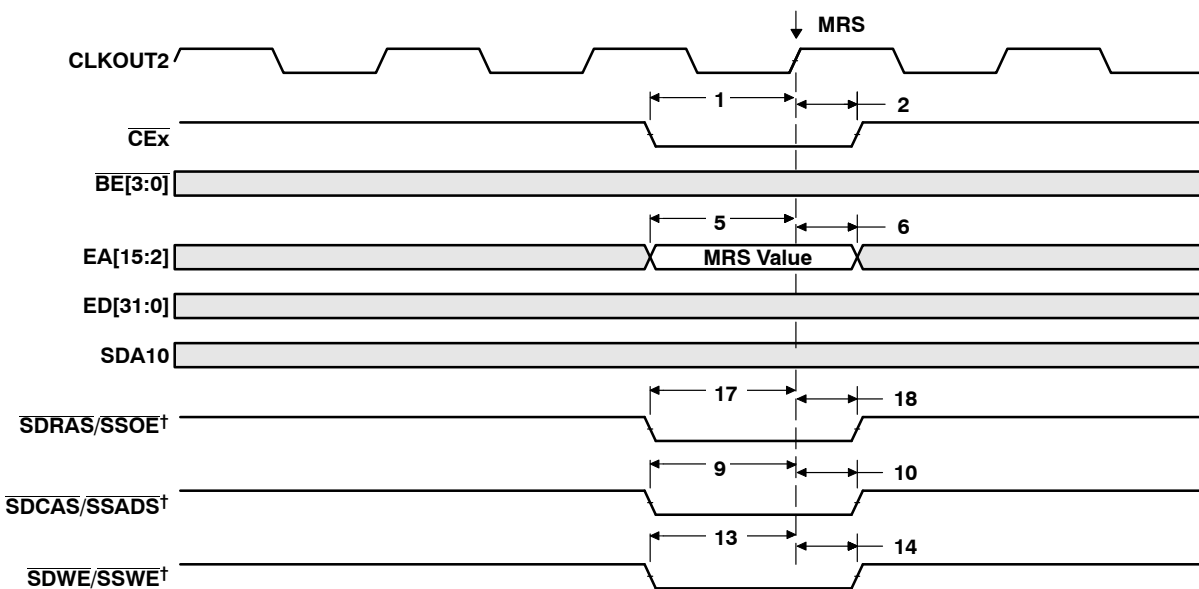 MRS
CLKOUT2
1
2
CEx
BE[3:0]
5
6
EA[15:2]
MRS Value
ED[31:0]
SDA10
17
18
SDRAS/SSOE†
9
10
SDCAS/SSADS†
13
14
SDWE/SSWE†